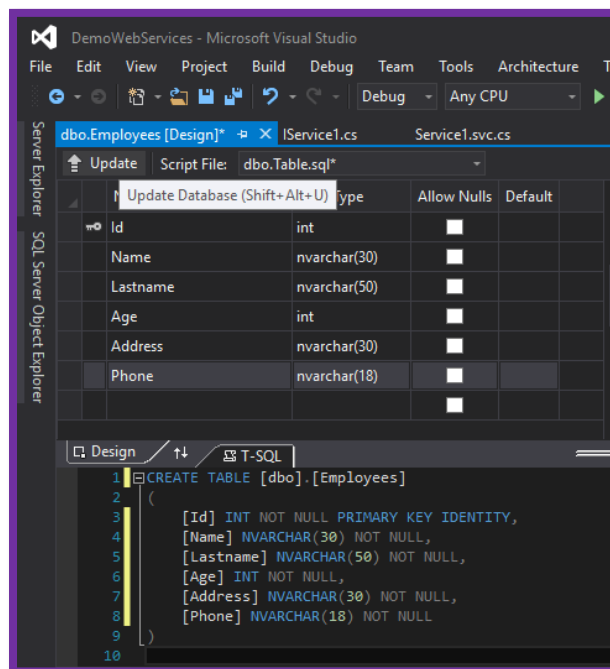 DemoWebServices - Microsoft Visual Studio
File Edit View Project Build Debug Team Tools Architecture
Debug Any CPU
Server Explorer
SQL Server Object Explorer
dbo.Employees [Design]* IService1.cs Service1.svc.cs
Update Script File: dbo.Table.sql*
Update Database (Shift+Alt+U) Type Allow Nulls Default
Id int
Name nvarchar(30)
Lastname nvarchar(50)
Age int
Address nvarchar(30)
Phone nvarchar(18)
Design T-SQL
1 CREATE TABLE [dbo].[Employees]
2 (
3 [Id] INT NOT NULL PRIMARY KEY IDENTITY,
4 [Name] NVARCHAR(30) NOT NULL,
5 [Lastname] NVARCHAR(50) NOT NULL,
6 [Age] INT NOT NULL,
7 [Address] NVARCHAR(30) NOT NULL,
8 [Phone] NVARCHAR(18) NOT NULL
9 )
10